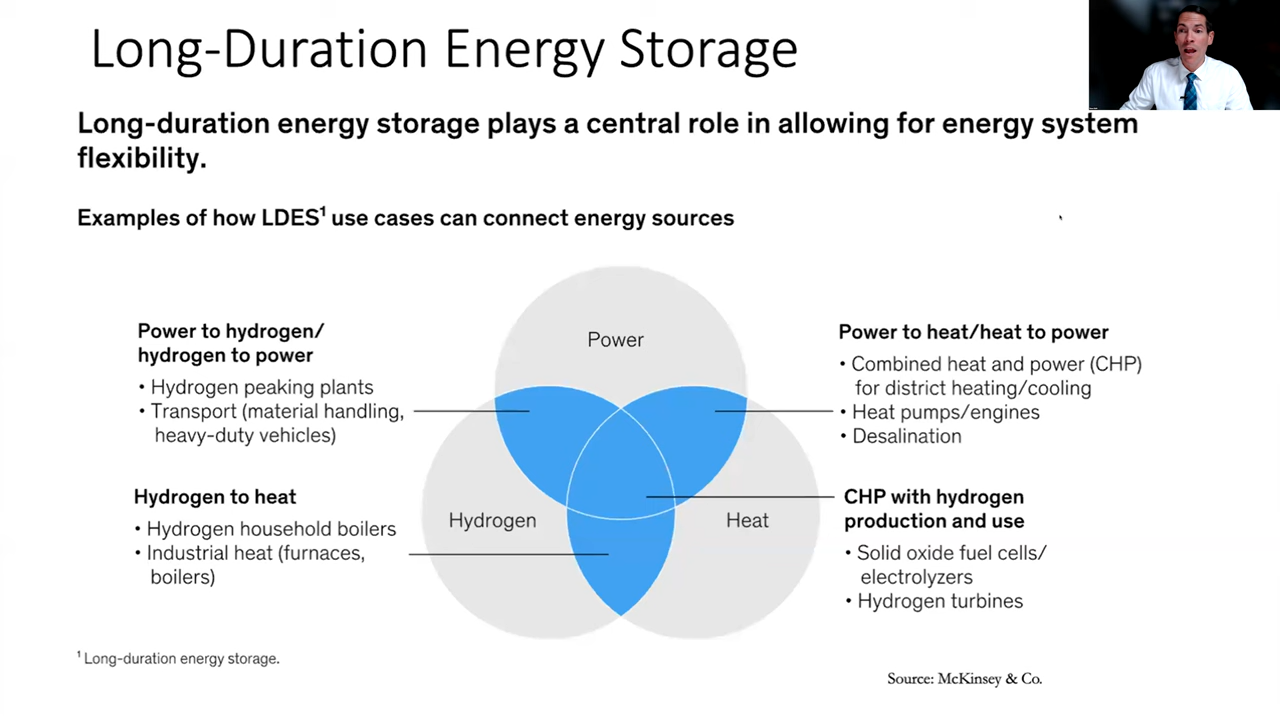 Long-Duration Energy Storage
Long-duration energy storage plays a central role in allowing for energy system
flexibility.
Examples of how LDES¹ use cases can connect energy sources
Power to hydrogen/
hydrogen to power
• Hydrogen peaking plants
• Transport (material handling,
heavy-duty vehicles)
Hydrogen to heat
• Hydrogen household boilers
• Industrial heat (furnaces,
boilers)
Power
Hydrogen
Heat
Power to heat/heat to power
• Combined heat and power (CHP)
for district heating/cooling
• Heat pumps/engines
• Desalination
CHP with hydrogen
production and use
• Solid oxide fuel cells/
electrolyzers
• Hydrogen turbines
¹ Long-duration energy storage.
Source: McKinsey & Co.